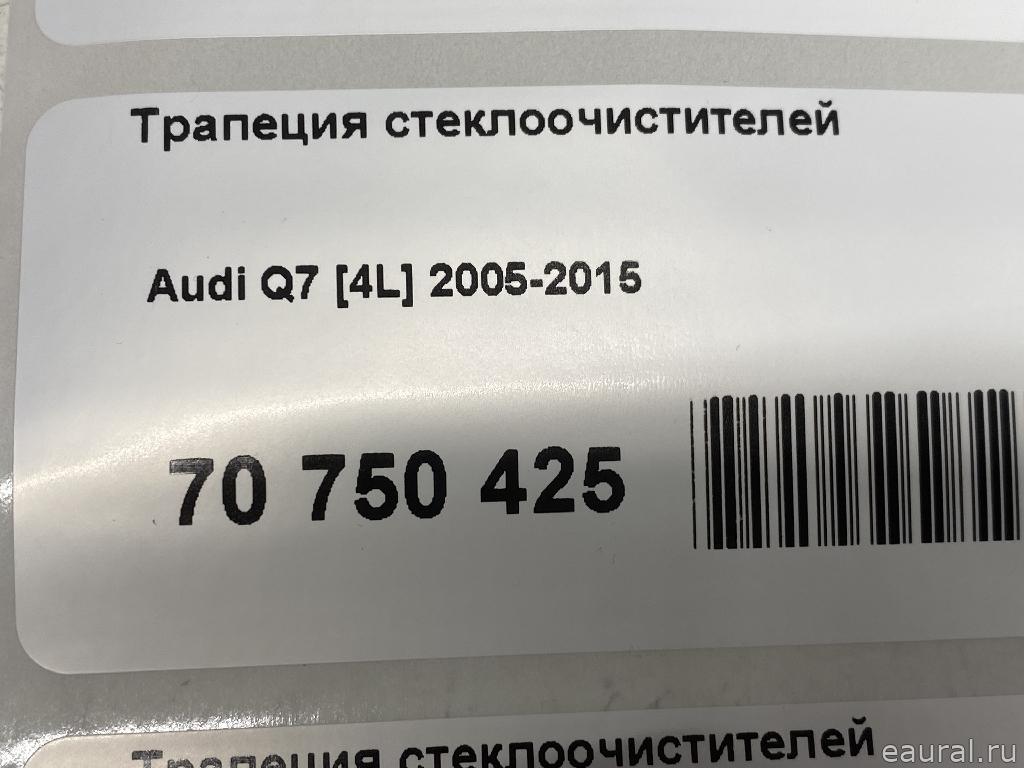 Трапеция стеклоочистителей
Audi Q7 [4L] 2005-2015
70 750 425
Трапеция стеклоочистителей
eaural.ru